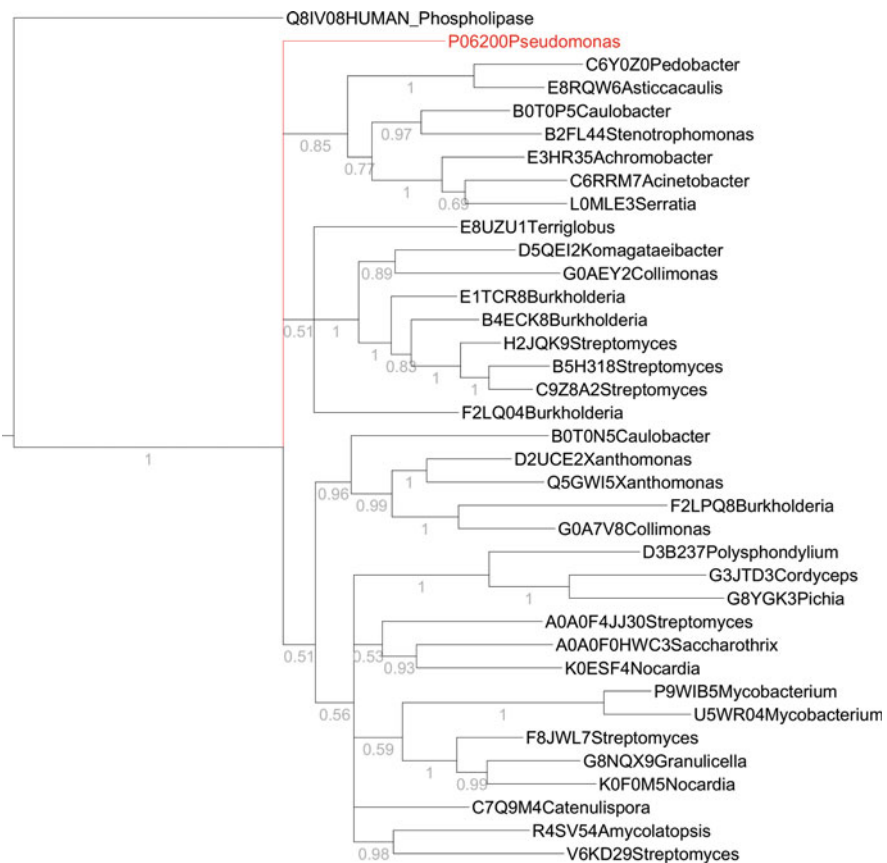 Q8IV08HUMAN_Phospholipase
P06200Pseudomonas
C6Y0Z0Pedobacter
1
E8RQW6Asticcacaulis
B0T0P5Caulobacter
0.97
B2FL44Stenotrophomonas
0.85
E3HR35Achromobacter
0.77
C6RRM7Acinetobacter
1
0.69
L0MLE3Serratia
E8UZU1Terriglobus
D5QEI2Komagataeibacter
0.89
G0AEY2Collimonas
E1TCR8Burkholderia
B4ECK8Burkholderia
0.51
1
H2JQK9Streptomyces
1
0.83
B5H318Streptomyces
1
1
C9Z8A2Streptomyces
F2LQ04Burkholderia
B0T0N5Caulobacter
1
D2UCE2Xanthomonas
1
Q5GWI5Xanthomonas
0.96
0.99
F2LPQ8Burkholderia
1
G0A7V8Collimonas
D3B237Polysphondylium
G3JTD3Cordyceps
1
1
G8YGK3Pichia
A0A0F4JJ30Streptomyces
A0A0F0HWC3Saccharothrix
0.51
0.53
0.93
K0ESF4Nocardia
P9WIB5Mycobacterium
1
U5WR04Mycobacterium
0.56
F8JWL7Streptomyces
0.59
G8NQX9Granulicella
1
0.99
K0F0M5Nocardia
C7Q9M4Catenulispora
R4SV54Amycolatopsis
0.98
V6KD29Streptomyces